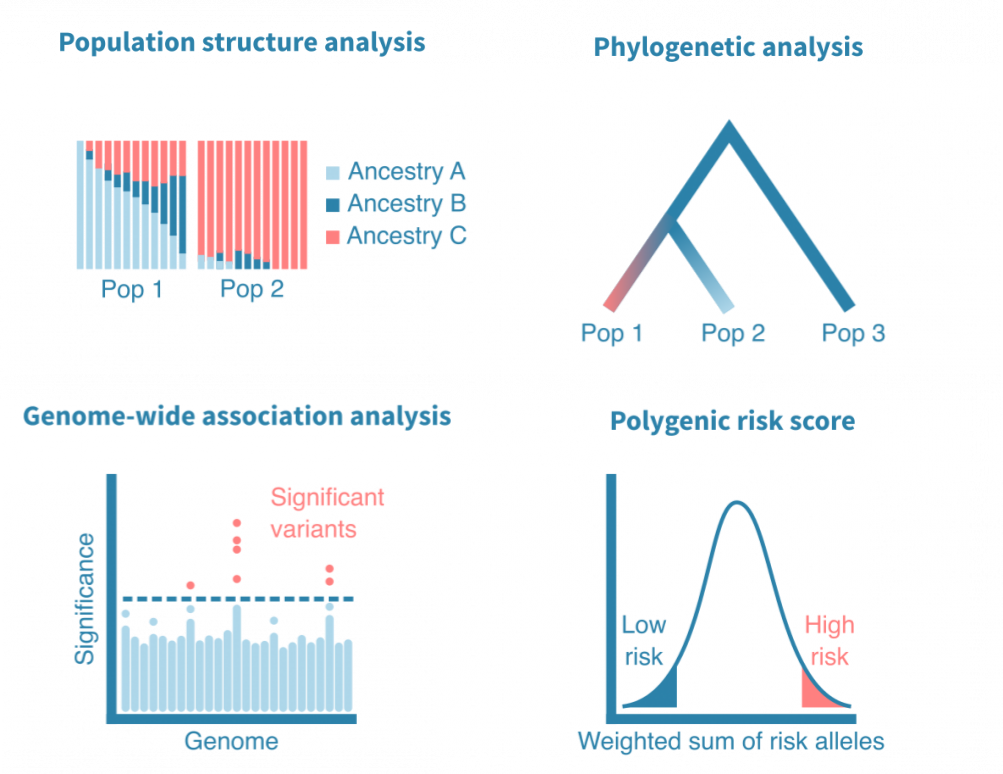 Population structure analysis
Ancestry A
Ancestry B
Ancestry C
Pop 1
Pop 2
Phylogenetic analysis
Pop 1
Pop 2
Pop 3
Genome-wide association analysis
Significant
variants
Significance
Genome
Polygenic risk score
Low
risk
High
risk
Weighted sum of risk alleles